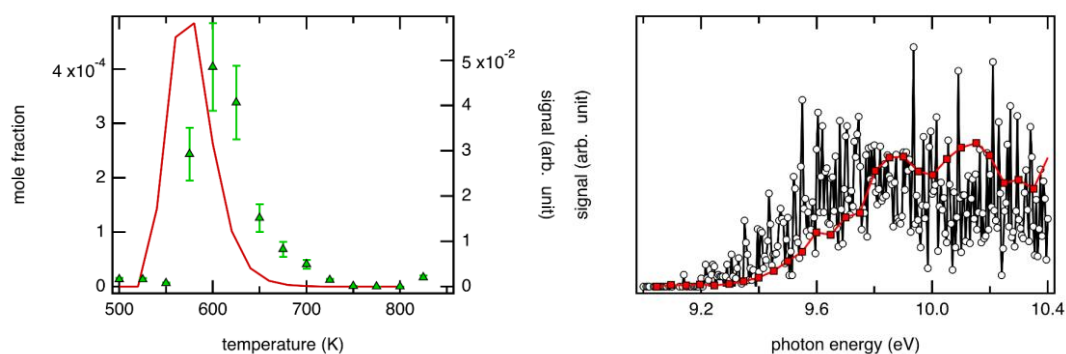 mole fraction
4 x10⁻⁴
3
2
1
0
500
600
700
800
temperature (K)
5 x10⁻²
4
3
2
1
0
signal (arb. unit)
signal (arb. unit)
9.2
9.6
10.0
10.4
photon energy (eV)